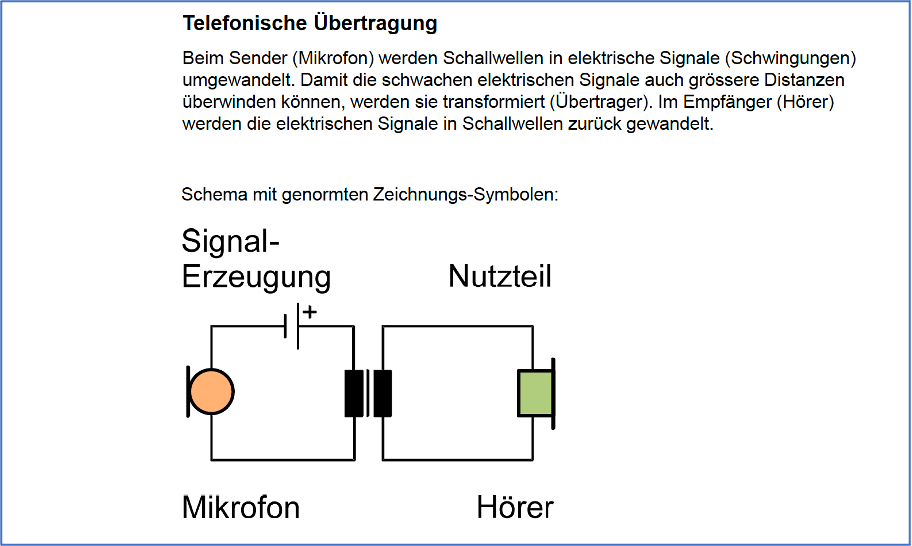 Telefonische Übertragung
Beim Sender (Mikrofon) werden Schallwellen in elektrische Signale (Schwingungen)
umgewandelt. Damit die schwachen elektrischen Signale auch grössere Distanzen
überwinden können, werden sie transformiert (Übertrager). Im Empfänger (Hörer)
werden die elektrischen Signale in Schallwellen zurück gewandelt.
Schema mit genormten Zeichnungs-Symbolen:
Signal-
Erzeugung
Nutzteil
+
Mikrofon
Hörer